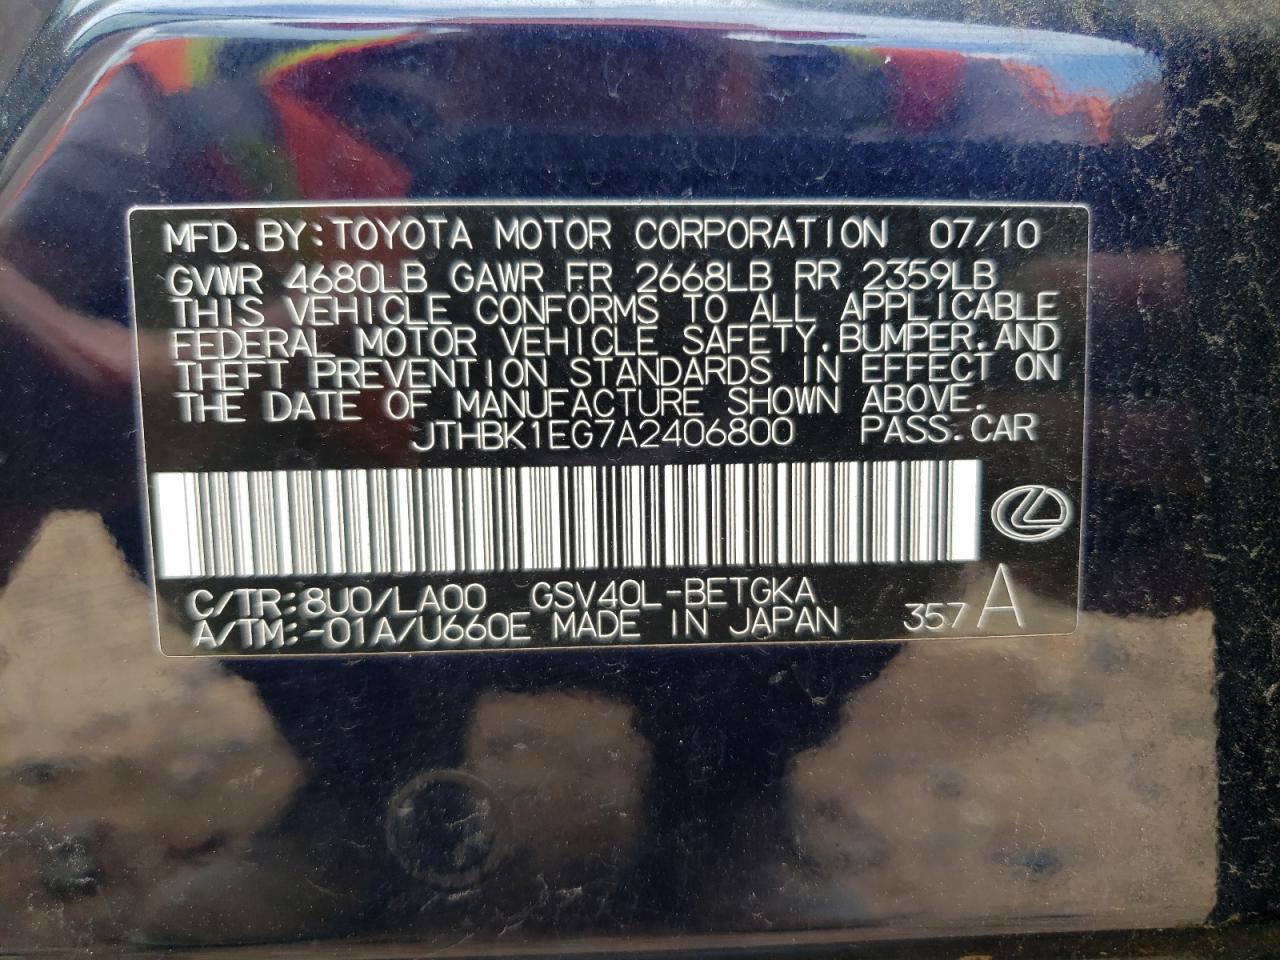 MFD.BY:TOYOTA MOTOR CORPORATION 07/10
GVWR 4680LB GAWR FR 2668LB RR 2359LB
THIS VEHICLE CONFORMS TO ALL APPLICABLE
FEDERAL MOTOR VEHICLE SAFETY,BUMPER,AND
THEFT PREVENTION STANDARDS IN EFFECT ON
THE DATE OF MANUFACTURE SHOWN ABOVE.
JTHBK1EG7A2406800 PASS.CAR
C/TR:8U0/LA00 GSV40L-BETGKA
A/TM:-01A/U660E MADE IN JAPAN 357 A